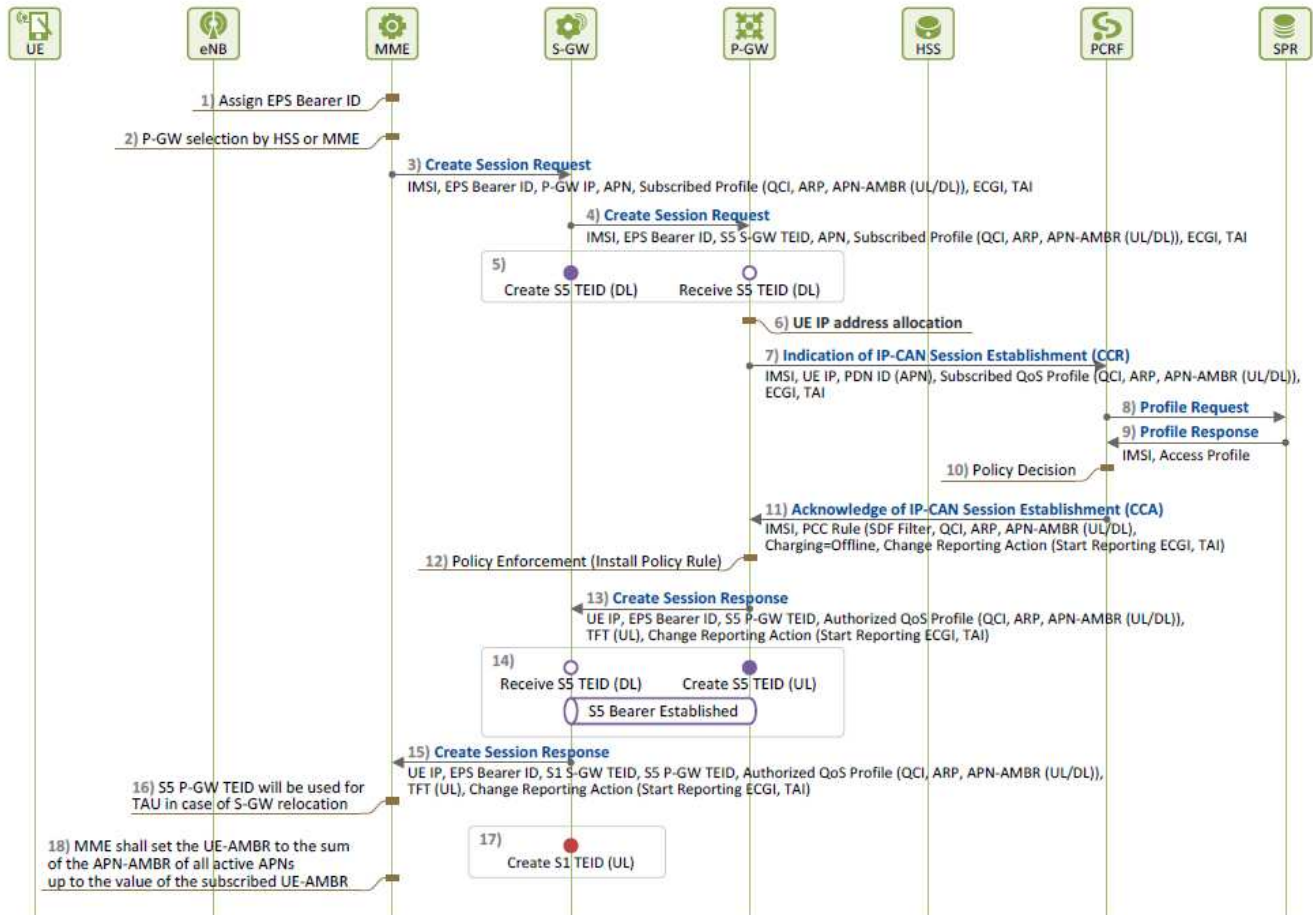 UE
eNB
MME
S-GW
P-GW
HSS
PCRF
SPR
1) Assign EPS Bearer ID
2) P-GW selection by HSS or MME
3) Create Session Request
IMSI, EPS Bearer ID, P-GW IP, APN, Subscribed Profile (QCI, ARP, APN-AMBR (UL/DL)), ECGI, TAI
4) Create Session Request
IMSI, EPS Bearer ID, S5 S-GW TEID, APN, Subscribed Profile (QCI, ARP, APN-AMBR (UL/DL)), ECGI, TAI
5)
Create S5 TEID (DL)
Receive S5 TEID (DL)
6) UE IP address allocation
7) Indication of IP-CAN Session Establishment (CCR)
IMSI, UE IP, PDN ID (APN), Subscribed QoS Profile (QCI, ARP, APN-AMBR (UL/DL)),
ECGI, TAI
8) Profile Request
9) Profile Response
IMSI, Access Profile
10) Policy Decision
11) Acknowledge of IP-CAN Session Establishment (CCA)
IMSI, PCC Rule (SDF Filter, QCI, ARP, APN-AMBR (UL/DL),
Charging=Offline, Change Reporting Action (Start Reporting ECGI, TAI)
12) Policy Enforcement (Install Policy Rule)
13) Create Session Response
UE IP, EPS Bearer ID, S5 P-GW TEID, Authorized QoS Profile (QCI, ARP, APN-AMBR (UL/DL)),
TFT (UL), Change Reporting Action (Start Reporting ECGI, TAI)
14)
Receive S5 TEID (DL)
Create S5 TEID (UL)
S5 Bearer Established
15) Create Session Response
UE IP, EPS Bearer ID, S1 S-GW TEID, S5 P-GW TEID, Authorized QoS Profile (QCI, ARP, APN-AMBR (UL/DL)),
TFT (UL), Change Reporting Action (Start Reporting ECGI, TAI)
16) S5 P-GW TEID will be used for
TAU in case of S-GW relocation
17)
Create S1 TEID (UL)
18) MME shall set the UE-AMBR to the sum
of the APN-AMBR of all active APNs
up to the value of the subscribed UE-AMBR